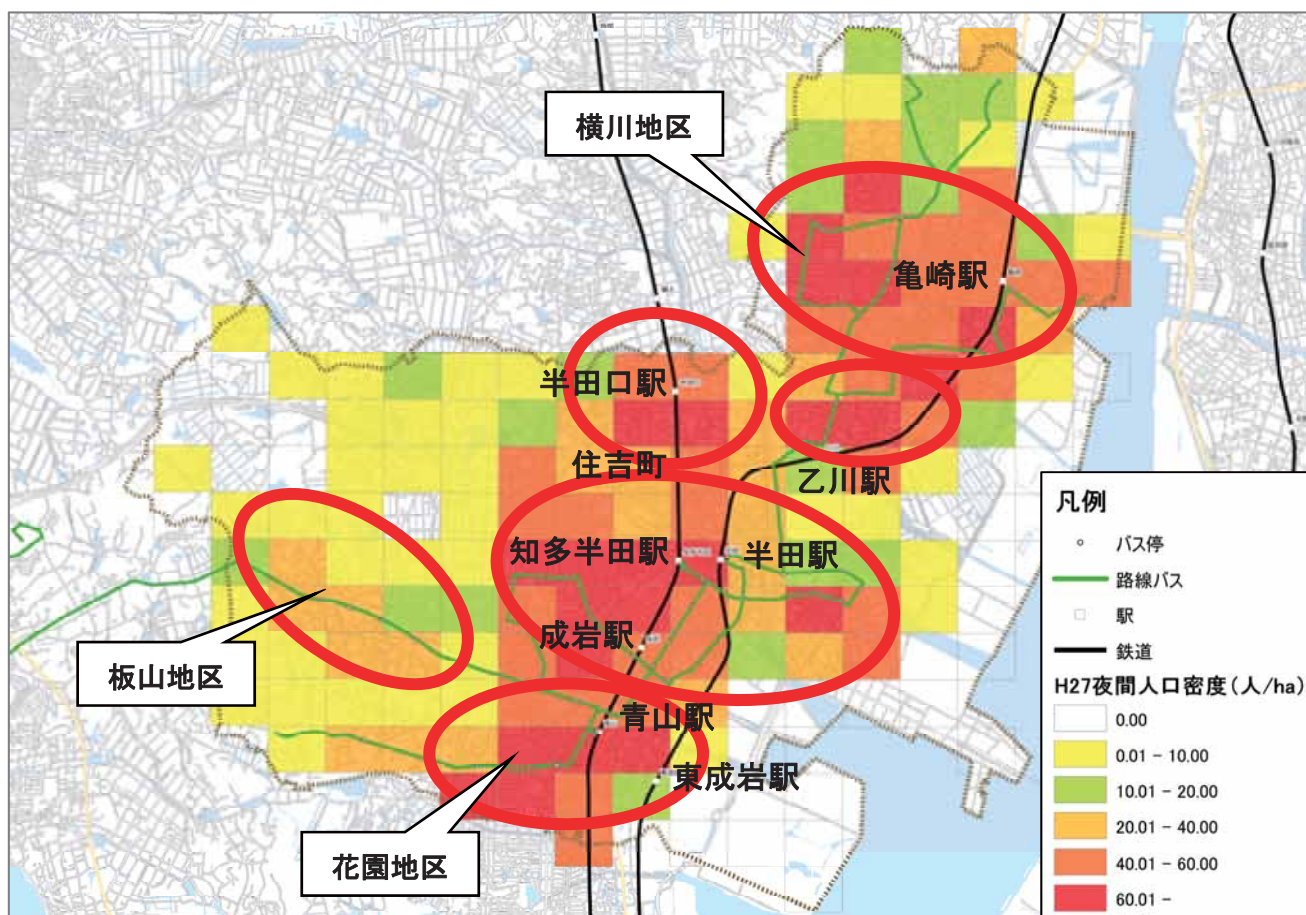 横川地区
亀崎駅
半田口駅
住吉町
乙川駅
知多半田駅
半田駅
成岩駅
板山地区
青山駅
東成岩駅
花園地区
凡例
バス停
路線バス
駅
鉄道
H27夜間人口密度(人/ha)
0.00
0.01 - 10.00
10.01 - 20.00
20.01 - 40.00
40.01 - 60.00
60.01 -